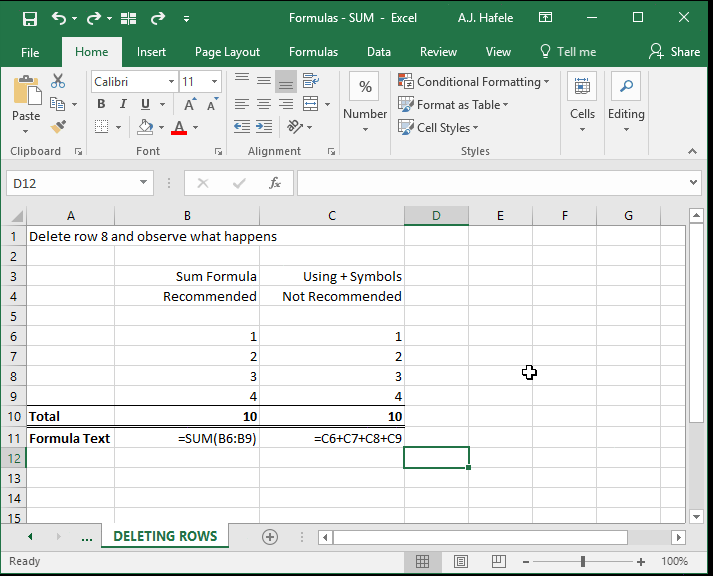 Formulas - SUM - Excel A.J. Hafele
File Home Insert Page Layout Formulas Data Review View Tell me Share
Paste Calibri 11 % Number Conditional Formatting Cells Editing
B I U A A Format as Table
A Cell Styles
Clipboard Font Alignment Styles
D12 fx
A B C D E F G
1 Delete row 8 and observe what happens
2
3 Sum Formula Using + Symbols
4 Recommended Not Recommended
5
6 1 1
7 2 2
8 3 3
9 4 4
10 Total 10 10
11 Formula Text =SUM(B6:B9) =C6+C7+C8+C9
12
13
14
15
... DELETING ROWS
Ready 100%